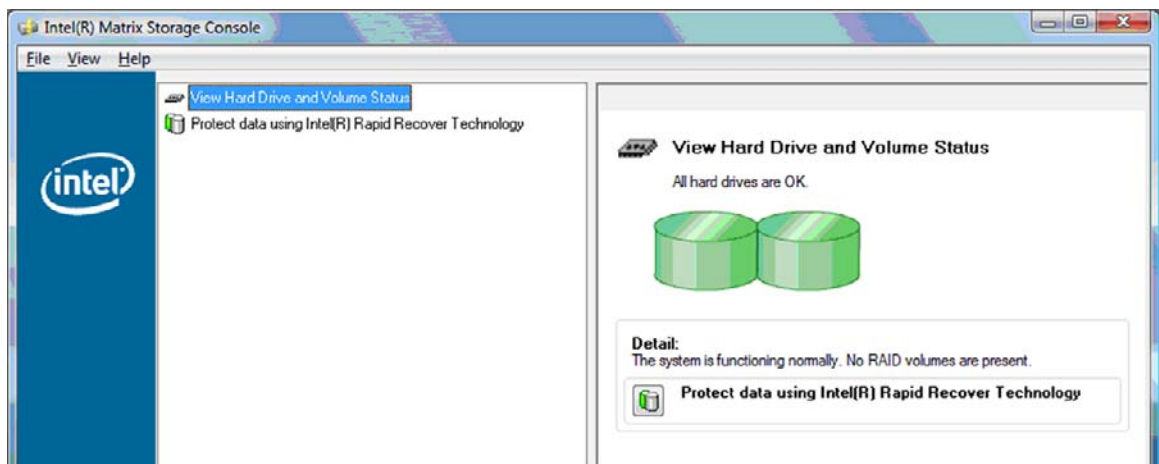 Intel(R) Matrix Storage Console
File View Help
View Hard Drive and Volume Status
Protect data using Intel(R) Rapid Recover Technology
intel
View Hard Drive and Volume Status
All hard drives are OK.
Detail:
The system is functioning normally. No RAID volumes are present.
Protect data using Intel(R) Rapid Recover Technology